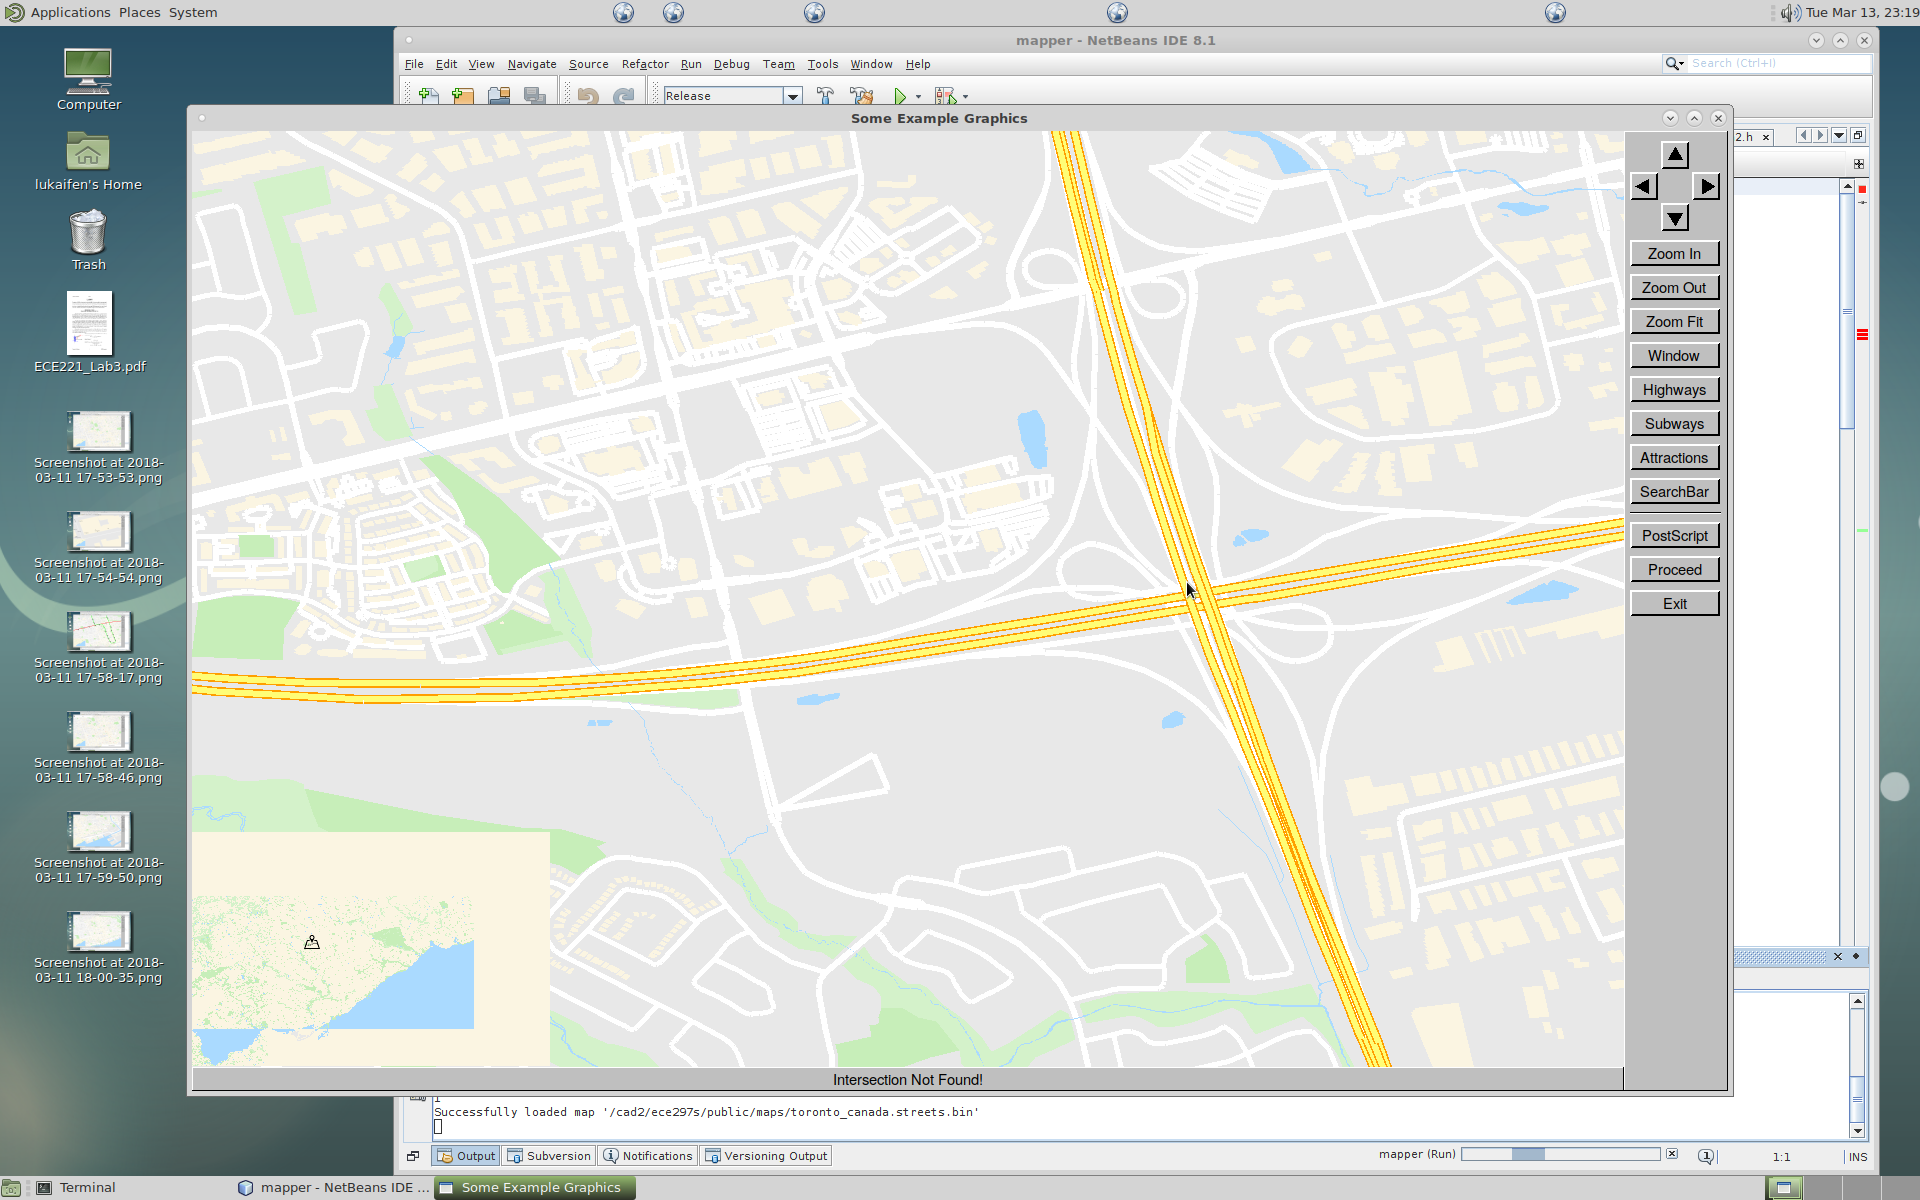 Applications Places System
Tue Mar 13, 23:19
mapper - NetBeans IDE 8.1
File Edit View Navigate Source Refactor Run Debug Team Tools Window Help
Search (Ctrl+I)
Release
Computer
lukaifen's Home
Trash
ECE221_Lab3.pdf
Screenshot at 2018-
03-11 17-53-53.png
Screenshot at 2018-
03-11 17-54-54.png
Screenshot at 2018-
03-11 17-58-17.png
Screenshot at 2018-
03-11 17-58-46.png
Screenshot at 2018-
03-11 17-59-50.png
Screenshot at 2018-
03-11 18-00-35.png
Some Example Graphics
2.h
Zoom In
Zoom Out
Zoom Fit
Window
Highways
Subways
Attractions
SearchBar
PostScript
Proceed
Exit
Intersection Not Found!
Successfully loaded map '/cad2/ece297s/public/maps/toronto_canada.streets.bin'
Output Subversion Notifications Versioning Output
mapper (Run)
1:1
INS
Terminal
mapper - NetBeans IDE ...
Some Example Graphics